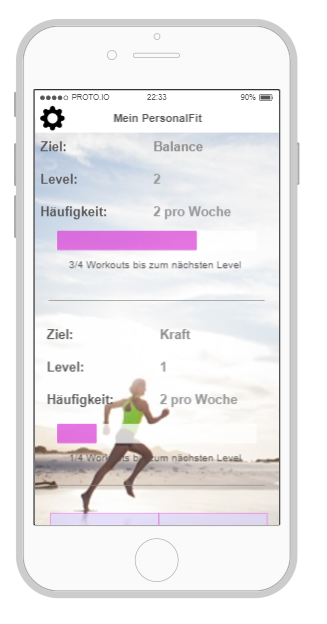 PROTO.IO 22:33 90%
Mein PersonalFit
Ziel: Balance
Level: 2
Häufigkeit: 2 pro Woche
3/4 Workouts bis zum nächsten Level
Ziel: Kraft
Level: 1
Häufigkeit: 2 pro Woche
1/4 Workouts bis zum nächsten Level